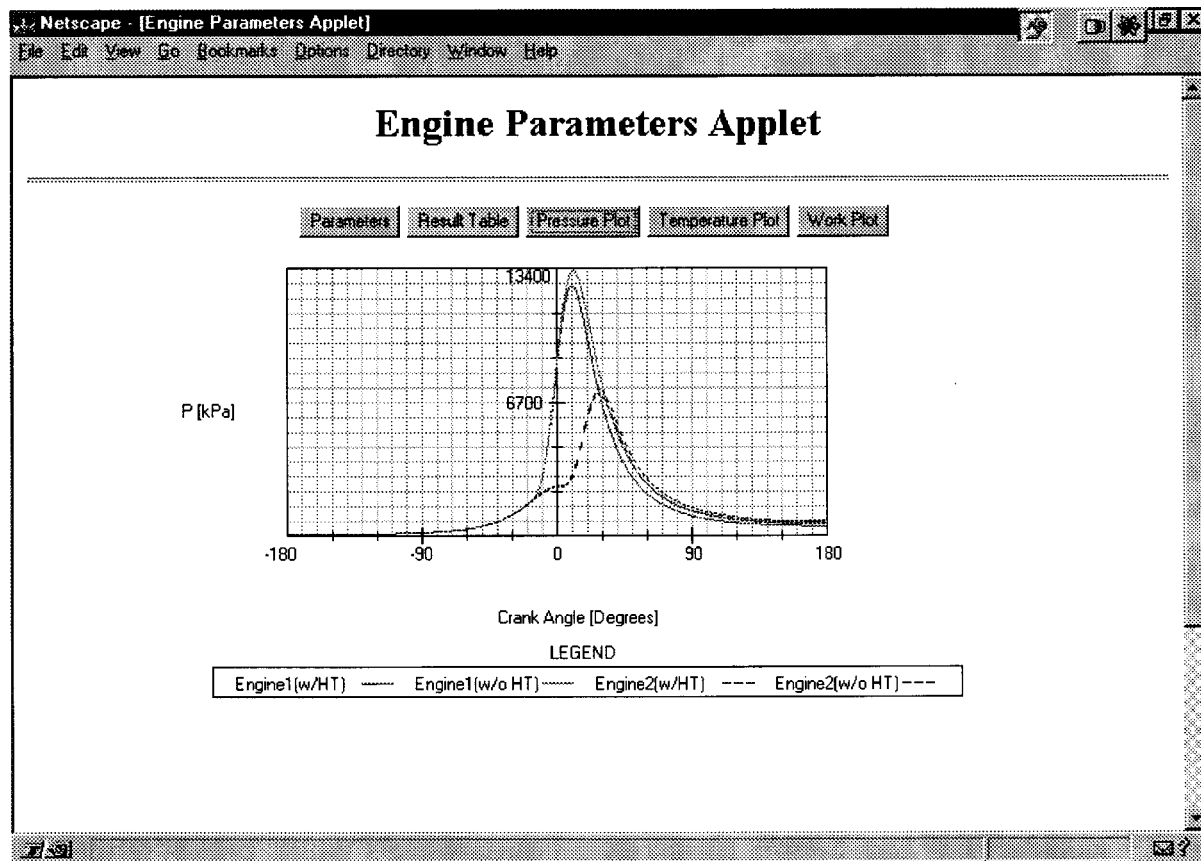 Netscape - [Engine Parameters Applet]
File Edit View Go Bookmarks Options Directory Window Help
Engine Parameters Applet
Parameters Result Table Pressure Plot Temperature Plot Work Plot
13400
P [kPa]
6700
-180 -90 0 90 180
Crank Angle [Degrees]
LEGEND
Engine1(w/HT) Engine1(w/o HT) Engine2(w/HT) Engine2(w/o HT)